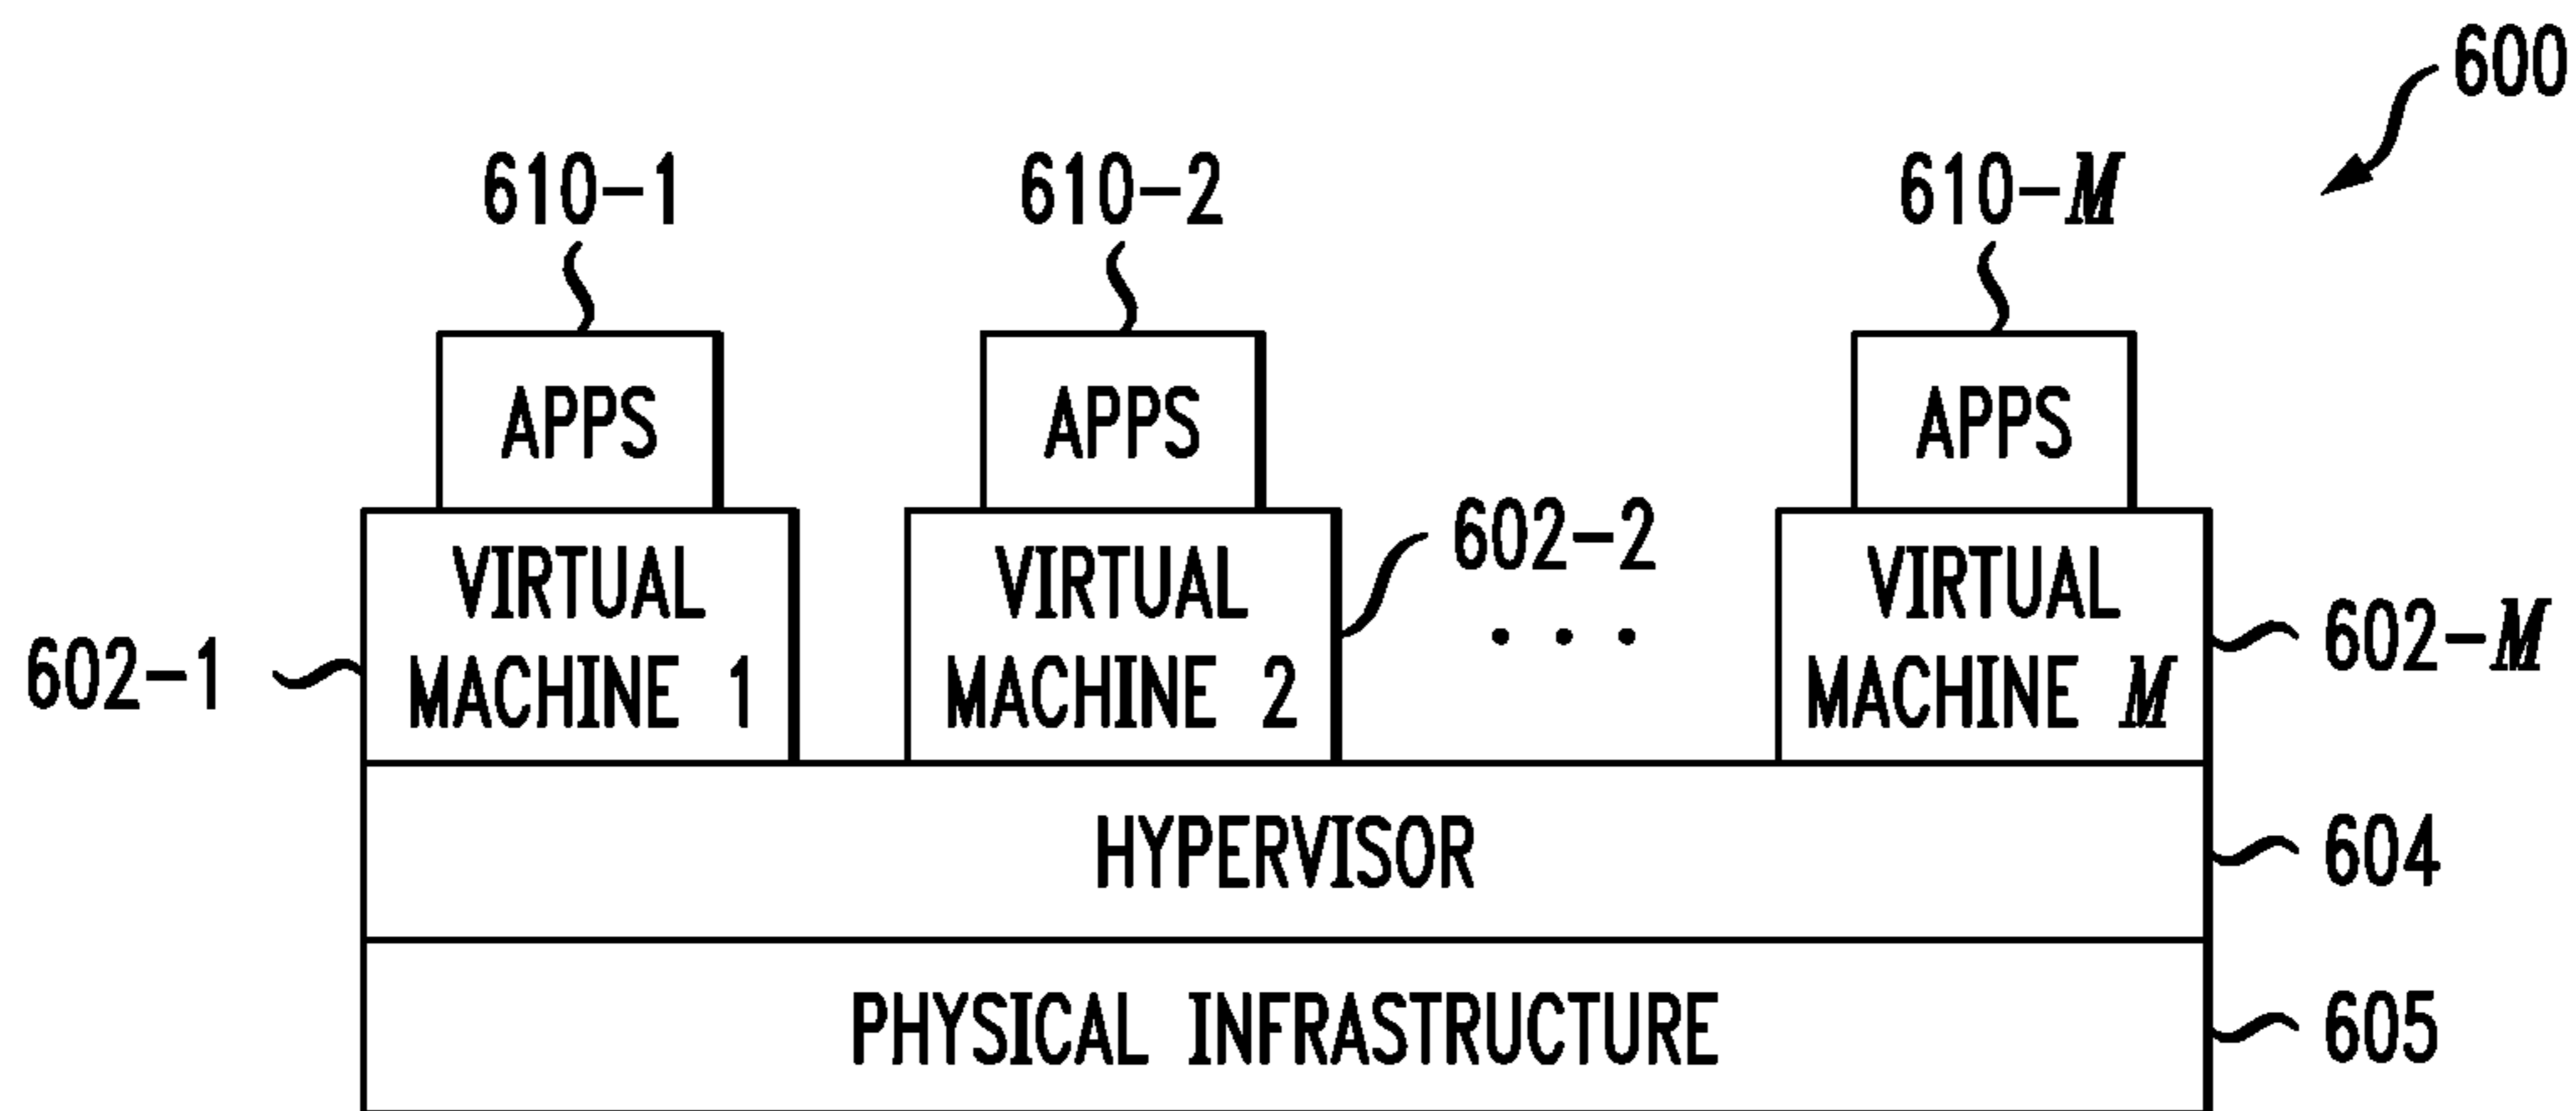 600
610-1
610-2
610-M
APPS
APPS
APPS
602-1
VIRTUAL
MACHINE 1
VIRTUAL
MACHINE 2
602-2
. . .
VIRTUAL
MACHINE M
602-M
HYPERVISOR
604
PHYSICAL INFRASTRUCTURE
605